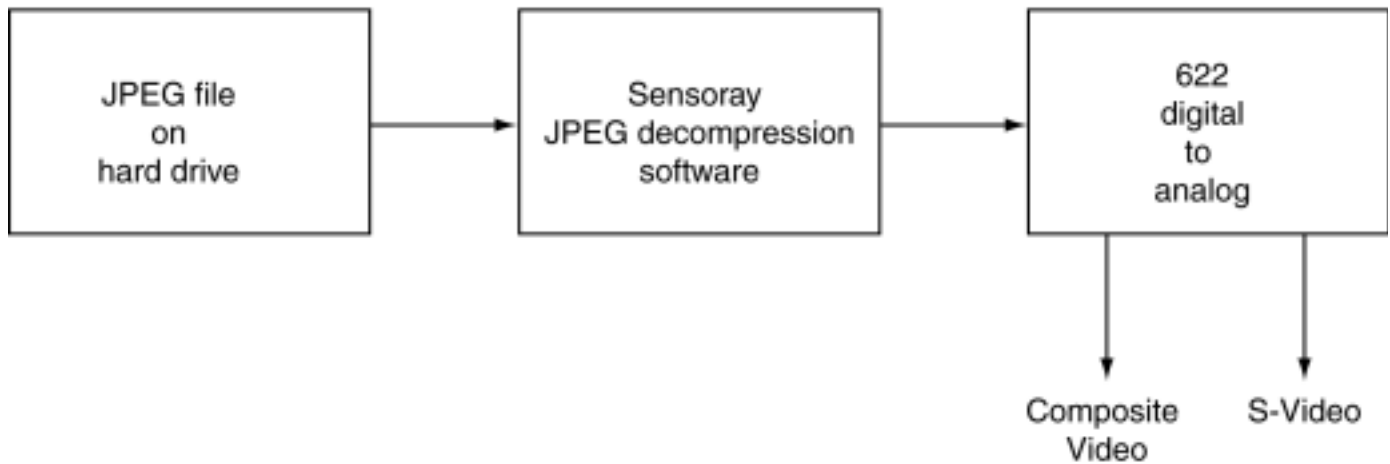 JPEG file
on
hard drive
Sensoray
JPEG decompression
software
622
digital
to
analog
Composite
Video
S-Video